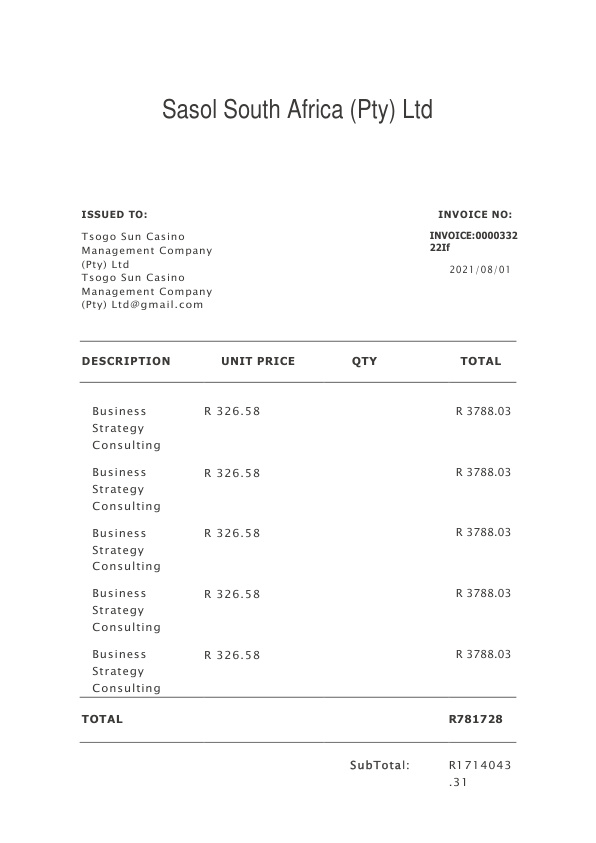 Sasol South Africa (Pty) Ltd
ISSUED TO:
Tsogo Sun Casino
Management Company
(Pty) Ltd
Tsogo Sun Casino
Management Company
(Pty) Ltd@gmail.com
INVOICE NO:
INVOICE:0000332
22If
2021/08/01
DESCRIPTION UNIT PRICE QTY TOTAL
Business R 326.58 R 3788.03
Strategy
Consulting
Business R 326.58 R 3788.03
Strategy
Consulting
Business R 326.58 R 3788.03
Strategy
Consulting
Business R 326.58 R 3788.03
Strategy
Consulting
Business R 326.58 R 3788.03
Strategy
Consulting
TOTAL R781728
SubTotal: R1714043
.31